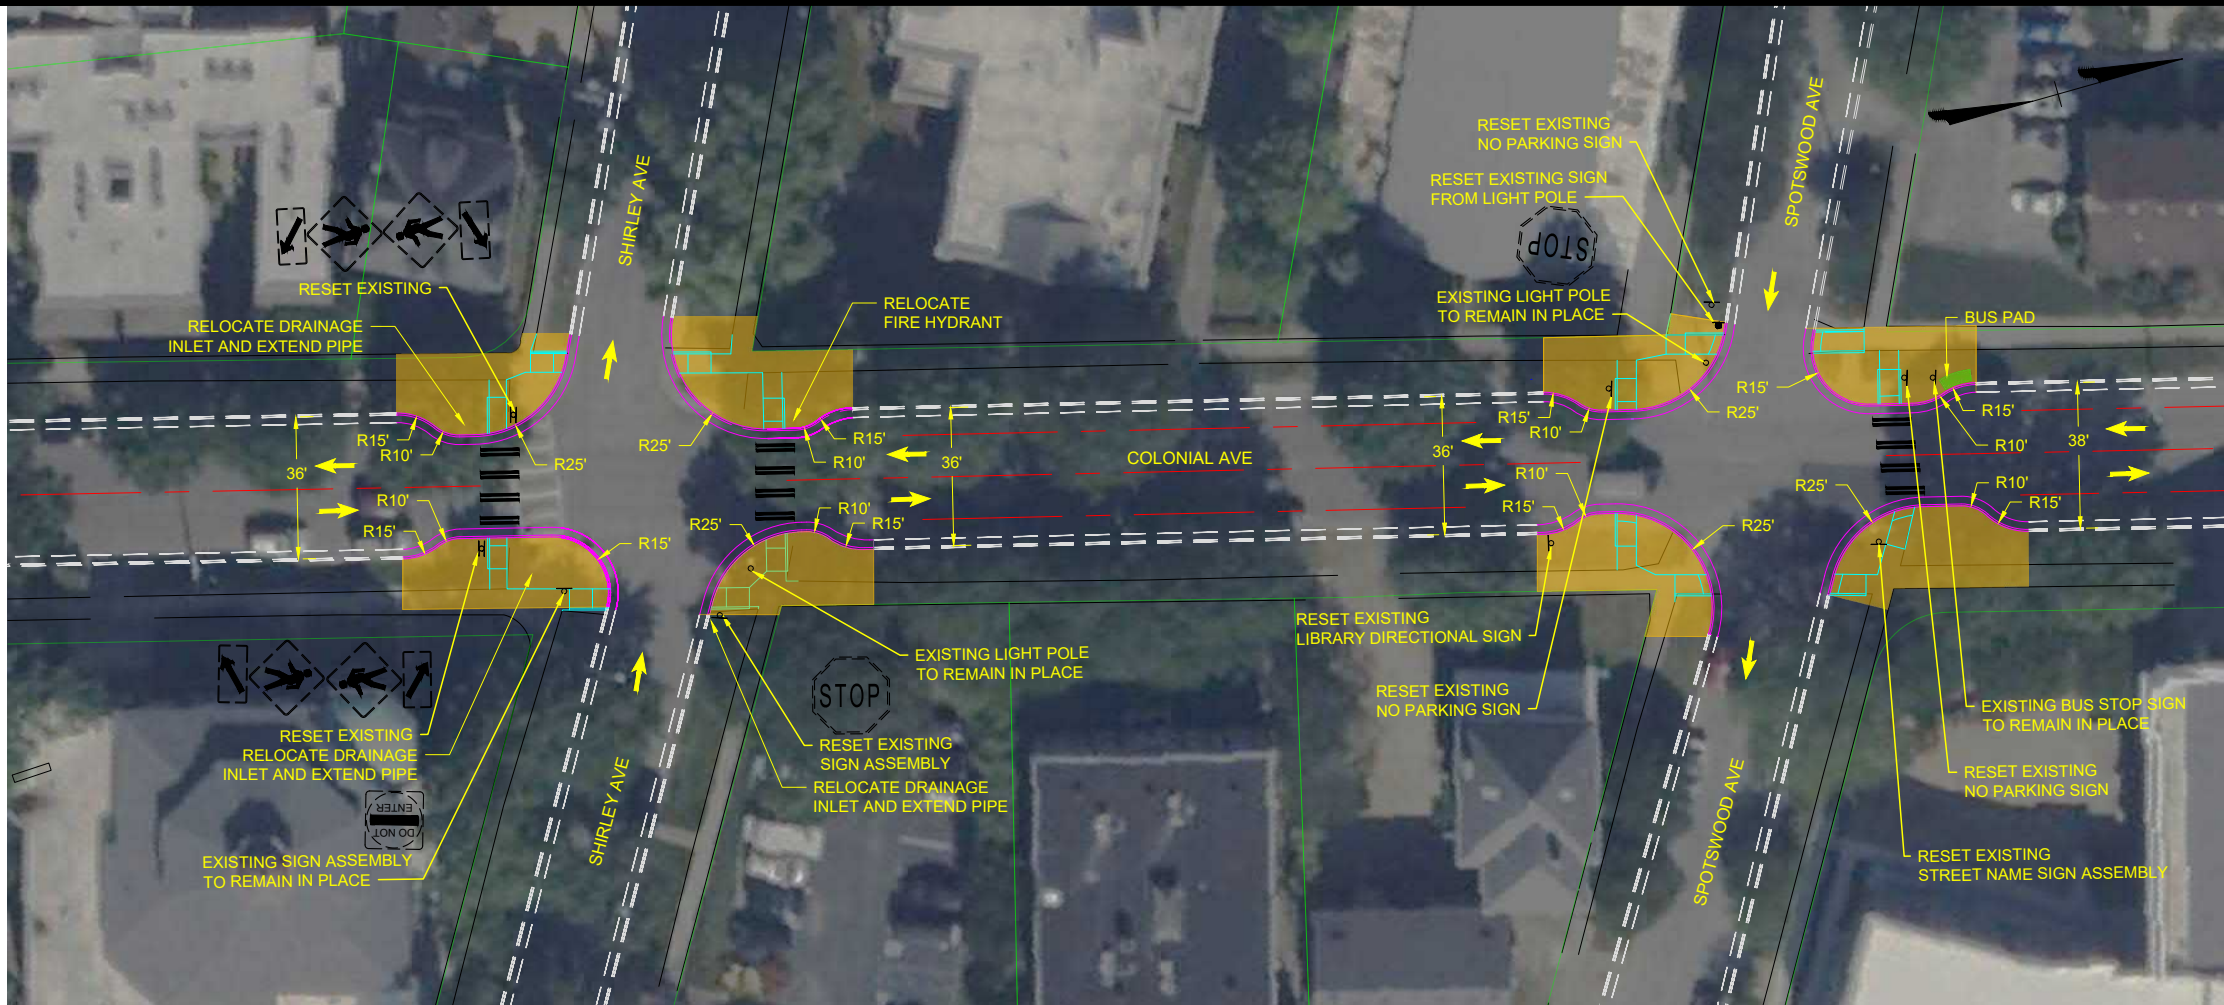 SHIRLEY AVE
SPOTSWOOD AVE
RESET EXISTING
NO PARKING SIGN
RESET EXISTING SIGN
FROM LIGHT POLE
STOP
EXISTING LIGHT POLE
TO REMAIN IN PLACE
RESET EXISTING
RELOCATE DRAINAGE
INLET AND EXTEND PIPE
RELOCATE
FIRE HYDRANT
BUS PAD
R15'
R10'
36'
R25'
R25'
R15'
R10'
36'
COLONIAL AVE
R15'
R10'
36'
R25'
R15'
R15'
R10'
38'
R10'
R15'
R15'
R25'
R10'
R15'
R10'
R15'
R25'
R25'
R10'
R15'
RESET EXISTING
RELOCATE DRAINAGE
INLET AND EXTEND PIPE
DO NOT
ENTER
EXISTING SIGN ASSEMBLY
TO REMAIN IN PLACE
SHIRLEY AVE
EXISTING LIGHT POLE
TO REMAIN IN PLACE
STOP
RESET EXISTING
SIGN ASSEMBLY
RELOCATE DRAINAGE
INLET AND EXTEND PIPE
RESET EXISTING
LIBRARY DIRECTIONAL SIGN
RESET EXISTING
NO PARKING SIGN
SPOTSWOOD AVE
EXISTING BUS STOP SIGN
TO REMAIN IN PLACE
RESET EXISTING
NO PARKING SIGN
RESET EXISTING
STREET NAME SIGN ASSEMBLY